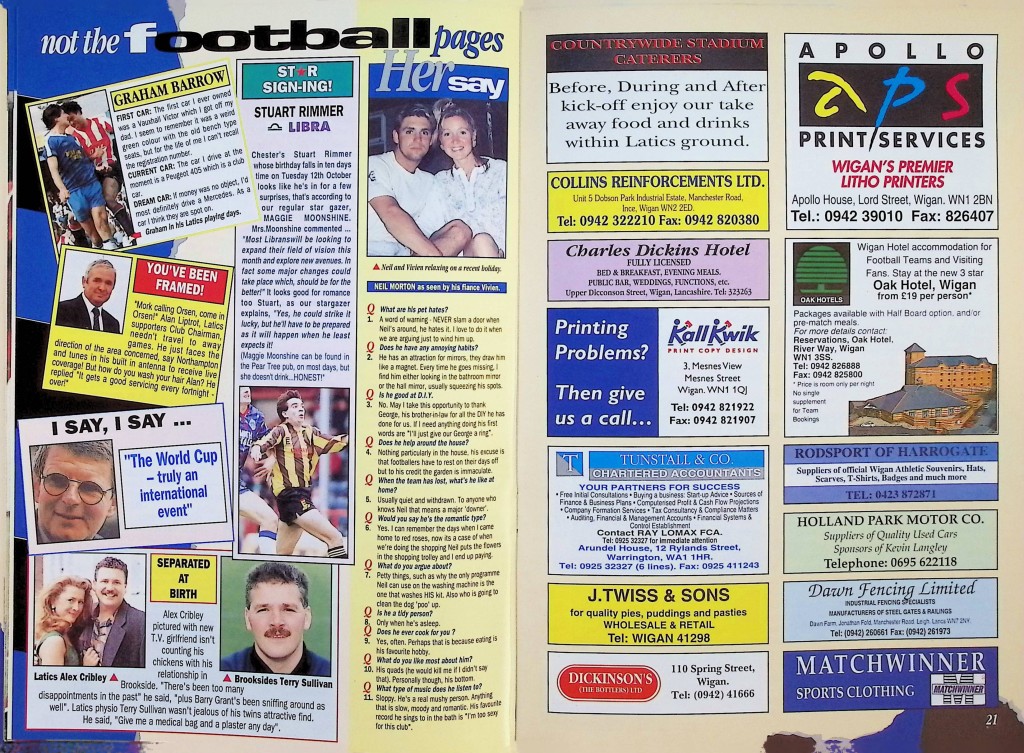 not the football pages
GRAHAM BARROW
FIRST CAR: The first car I ever owned
was a Vauxhall Victor which I got off my
dad. I seem to remember it was a weird
green colour with the old bench type
seats, but for the life of me I can't recall
the registration number.
CURRENT CAR: The car I drive at the
moment is a Peugeot 405 which is a club
car.
DREAM CAR: If money was no object, I'd
most definitely drive a Mercedes. As a
car I think they are spot on.
Graham in his Latics playing days.
YOU'VE BEEN
FRAMED!
"Mork calling Orsen, come in
Orsen!" Alan Liptrot, Latics
supporters Club Chairman,
needn't travel to away
games. He just faces the
direction of the area concerned, say Northampton
and tunes in his built in antenna to receive live
coverage! But how do you wash your hair Alan? He
replied "It gets a good servicing every fortnight -
over!"
I SAY, I SAY ...
"The World Cup
– truly an
international
event"
SEPARATED
AT
BIRTH
Alex Cribley
pictured with new
T.V. girlfriend isn't
counting his
chickens with his
relationship in
Latics Alex Cribley
Brooksides Terry Sullivan
Brookside. "There's been too many
disappointments in the past" he said, "plus Barry Grant's been sniffing around as
well". Latics physio Terry Sullivan wasn't jealous of his twins attractive find.
He said, "Give me a medical bag and a plaster any day".
ST★R
SIGN-ING!
STUART RIMMER
♎ LIBRA
Chester's Stuart Rimmer
whose birthday falls in ten days
time on Tuesday 12th October
looks like he's in for a few
surprises, that's according to
our regular star gazer,
MAGGIE MOONSHINE.
Mrs.Moonshine commented ...
"Most Librans will be looking to
expand their field of vision this
month and explore new avenues. In
fact some major changes could
take place which, should be for the
better!" It looks good for romance
too Stuart, as our stargazer
explains, "Yes, he could strike it
lucky, but he'll have to be prepared
as it will happen when he least
expects it!
(Maggie Moonshine can be found in
the Pear Tree pub, on most days, but
she doesn't drink...HONEST!"
Her say
Neil and Vivien relaxing on a recent holiday.
NEIL MORTON as seen by his fiance Vivien.
Q What are his pet hates?
1. A word of warning - NEVER slam a door when
Neil's around, he hates it. I love to do it when
we are arguing just to wind him up.
Q Does he have any annoying habits?
2. He has an attraction for mirrors, they draw him
like a magnet. Every time he goes missing, I
find him either looking in the bathroom mirror
or the hall mirror, usually squeezing his spots.
Q Is he good at D.I.Y.
3. No. May I take this opportunity to thank
George, his brother-in-law for all the DIY he has
done for us. If I need anything doing his first
words are "I'll just give our George a ring".
Q Does he help around the house?
4. Nothing particularly in the house, his excuse is
that footballers have to rest on their days off
but to his credit the garden is immaculate.
Q When the team has lost, what's he like at
home?
5. Usually quiet and withdrawn. To anyone who
knows Neil that means a major 'downer'.
Q Would you say he's the romantic type?
6. Yes. I can remember the days when I came
home to red roses, now its a case of when
we're doing the shopping Neil puts the flowers
in the shopping trolley and I end up paying.
Q What do you argue about?
7. Petty things, such as why the only programme
Neil can use on the washing machine is the
one that washes HIS kit. Also who is going to
clean the dog 'poo' up.
Q Is he a tidy person?
8. Only when he's asleep.
Q Does he ever cook for you ?
9. Yes, often. Perhaps that is because eating is
his favourite hobby.
Q What do you like most about him?
10. His quads (he would kill me if I didn't say
that). Personally though, his bottom.
Q What type of music does he listen to?
11. Sloppy. He's a real mushy person. Anything
that is slow, moody and romantic. His favourite
record he sings to in the bath is "I'm too sexy
for this club".
COUNTRYWIDE STADIUM
CATERERS
Before, During and After
kick-off enjoy our take
away food and drinks
within Latics ground.
COLLINS REINFORCEMENTS LTD.
Unit 5 Dobson Park Industrial Estate, Manchester Road,
Ince, Wigan WN2 2ED.
Tel: 0942 322210 Fax: 0942 820380
Charles Dickins Hotel
FULLY LICENSED
BED & BREAKFAST, EVENING MEALS.
PUBLIC BAR, WEDDINGS, FUNCTIONS, etc.
Upper Dicconson Street, Wigan, Lancashire. Tel: 323263
Printing
Problems?
Then give
us a call...
Kall Kwik
PRINT COPY DESIGN
3, Mesnes View
Mesnes Street
Wigan. WN1 1QJ
Tel: 0942 821922
Fax: 0942 821907
T
TUNSTALL & CO.
CHARTERED ACCOUNTANTS
YOUR PARTNERS FOR SUCCESS
• Free Initial Consultations • Buying a business: Start-up Advice • Sources of
Finance & Business Plans • Computerised Profit & Cash Flow Projections
• Company Formation Services • Tax Consultancy & Compliance Matters
• Auditing, Financial & Management Accounts • Financial Systems &
Control Establishment
Contact RAY LOMAX FCA.
Tel: 0925 32327 for immediate attention
Arundel House, 12 Rylands Street,
Warrington, WA1 1HR.
Tel: 0925 32327 (6 lines). Fax: 0925 411243
J.TWISS & SONS
for quality pies, puddings and pasties
WHOLESALE & RETAIL
Tel: WIGAN 41298
DICKINSON'S
(THE BOTTLERS) LTD
110 Spring Street,
Wigan.
Tel: (0942) 41666
APOLLO
aps
PRINT/SERVICES
WIGAN'S PREMIER
LITHO PRINTERS
Apollo House, Lord Street, Wigan. WN1 2BN
Tel.: 0942 39010 Fax: 826407
OAK HOTELS
Wigan Hotel accommodation for
Football Teams and Visiting
Fans. Stay at the new 3 star
Oak Hotel, Wigan
from £19 per person*
Packages available with Half Board option, and/or
pre-match meals.
For more details contact:
Reservations, Oak Hotel,
River Way, Wigan
WN1 3SS.
Tel: 0942 826888
Fax: 0942 825800
* Price is room only per night
No single
supplement
for Team
Bookings
RODSPORT OF HARROGATE
Suppliers of official Wigan Athletic Souvenirs, Hats,
Scarves, T-Shirts, Badges and much more
TEL: 0423 872871
HOLLAND PARK MOTOR CO.
Suppliers of Quality Used Cars
Sponsors of Kevin Langley
Telephone: 0695 622118
Dawn Fencing Limited
INDUSTRIAL FENCING SPECIALISTS
MANUFACTURERS OF STEEL GATES & RAILINGS
Dawn Farm, Jonathan Fold, Manchester Road, Leigh. Lancs WN7 2NY.
Tel: (0942) 260661 Fax: (0942) 261973
MATCHWINNER
SPORTS CLOTHING
MATCHWINNER
21